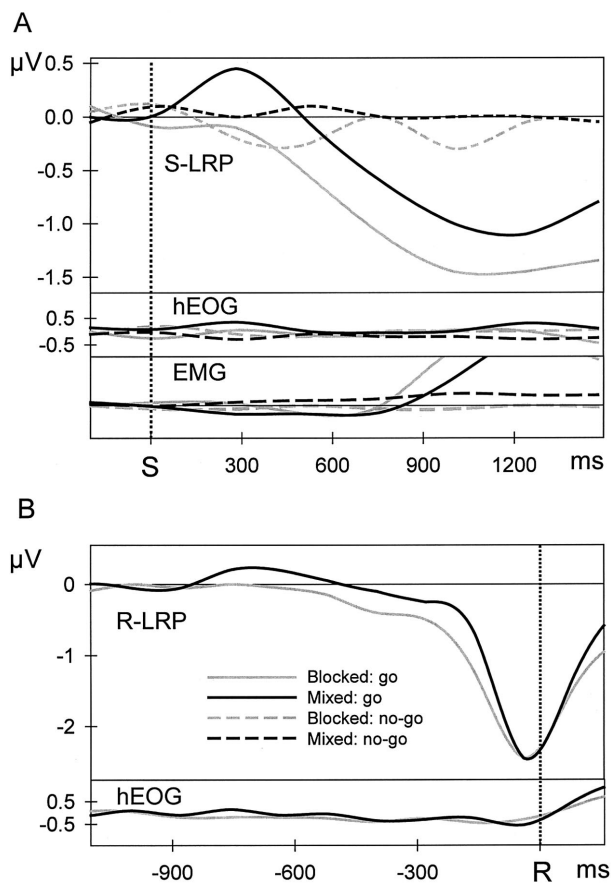 A
µV
0.5
0.0
-0.5
-1.0
-1.5
S-LRP
hEOG
0.5
-0.5
EMG
S 300 600 900 1200 ms
B
µV
0
-1
-2
R-LRP
Blocked: go
Mixed: go
Blocked: no-go
Mixed: no-go
hEOG
0.5
-0.5
-900 -600 -300 R ms